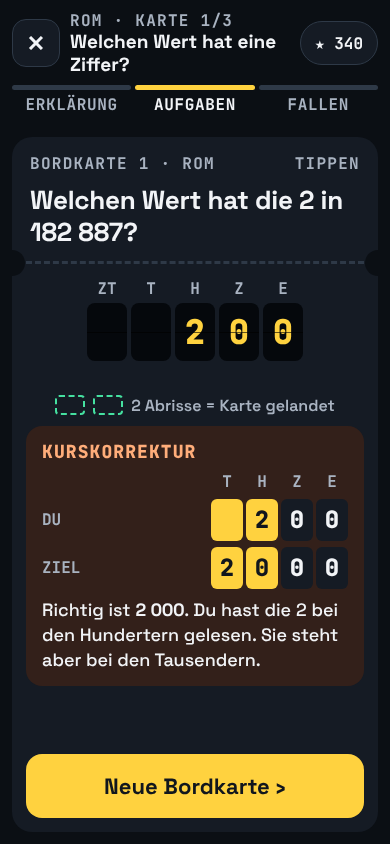 ROM · KARTE 1/3
Welchen Wert hat eine
Ziffer?
★ 340
ERKLÄRUNG AUFGABEN FALLEN
BORDKARTE 1 · ROM TIPPEN
Welchen Wert hat die 2 in
182 887?
ZT T H Z E
2 0 0
2 Abrisse = Karte gelandet
KURSKORREKTUR
T H Z E
DU 2 0 0
ZIEL 2 0 0 0
Richtig ist 2 000. Du hast die 2 bei
den Hundertern gelesen. Sie steht
aber bei den Tausendern.
Neue Bordkarte >